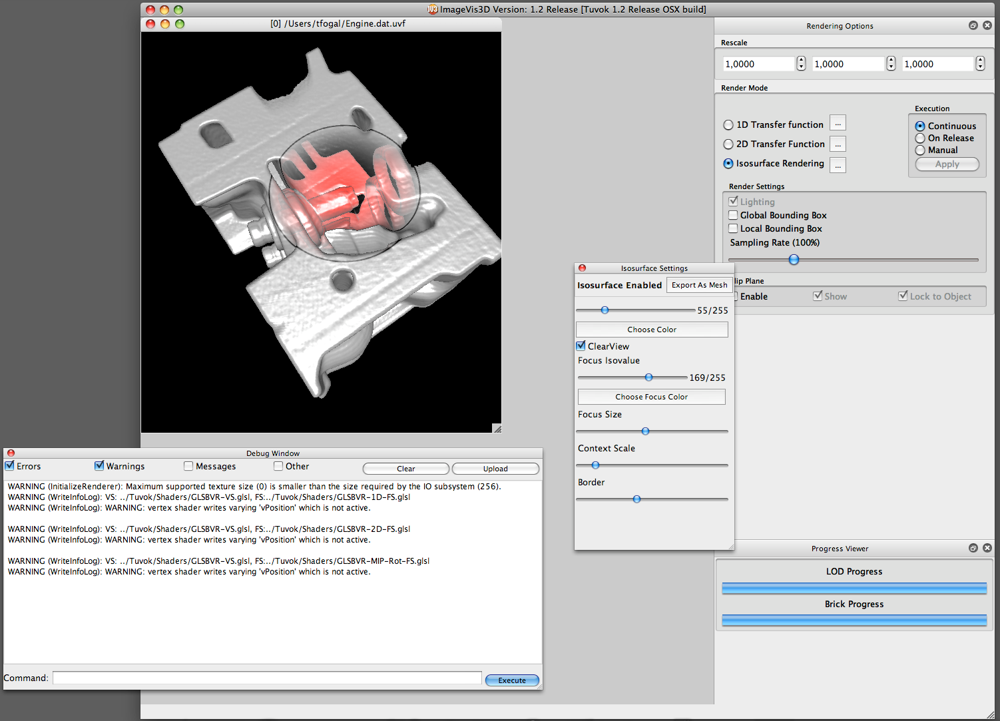 ImageVis3D Version: 1.2 Release [Tuvok 1.2 Release OSX build]
[0] /Users/tfogal/Engine.dat.uvf
Rendering Options
Rescale
1,0000 1,0000 1,0000
Render Mode
1D Transfer function ...
2D Transfer Function ...
Isosurface Rendering ...
Execution
Continuous
On Release
Manual
Apply
Render Settings
Lighting
Global Bounding Box
Local Bounding Box
Sampling Rate (100%)
lip Plane
Enable Show Lock to Object
Isosurface Settings
Isosurface Enabled Export As Mesh
55/255
Choose Color
ClearView
Focus Isovalue
169/255
Choose Focus Color
Focus Size
Context Scale
Border
Debug Window
Errors Warnings Messages Other Clear Upload
WARNING (InitializeRenderer): Maximum supported texture size (0) is smaller than the size required by the IO subsystem (256).
WARNING (WriteInfoLog): VS: ../Tuvok/Shaders/GLSBVR-VS.glsl, FS:../Tuvok/Shaders/GLSBVR-1D-FS.glsl
WARNING (WriteInfoLog): WARNING: vertex shader writes varying 'vPosition' which is not active.
WARNING (WriteInfoLog): VS: ../Tuvok/Shaders/GLSBVR-VS.glsl, FS:../Tuvok/Shaders/GLSBVR-2D-FS.glsl
WARNING (WriteInfoLog): WARNING: vertex shader writes varying 'vPosition' which is not active.
WARNING (WriteInfoLog): VS: ../Tuvok/Shaders/GLSBVR-VS.glsl, FS:../Tuvok/Shaders/GLSBVR-MIP-Rot-FS.glsl
WARNING (WriteInfoLog): WARNING: vertex shader writes varying 'vPosition' which is not active.
Command: Execute
Progress Viewer
LOD Progress
Brick Progress